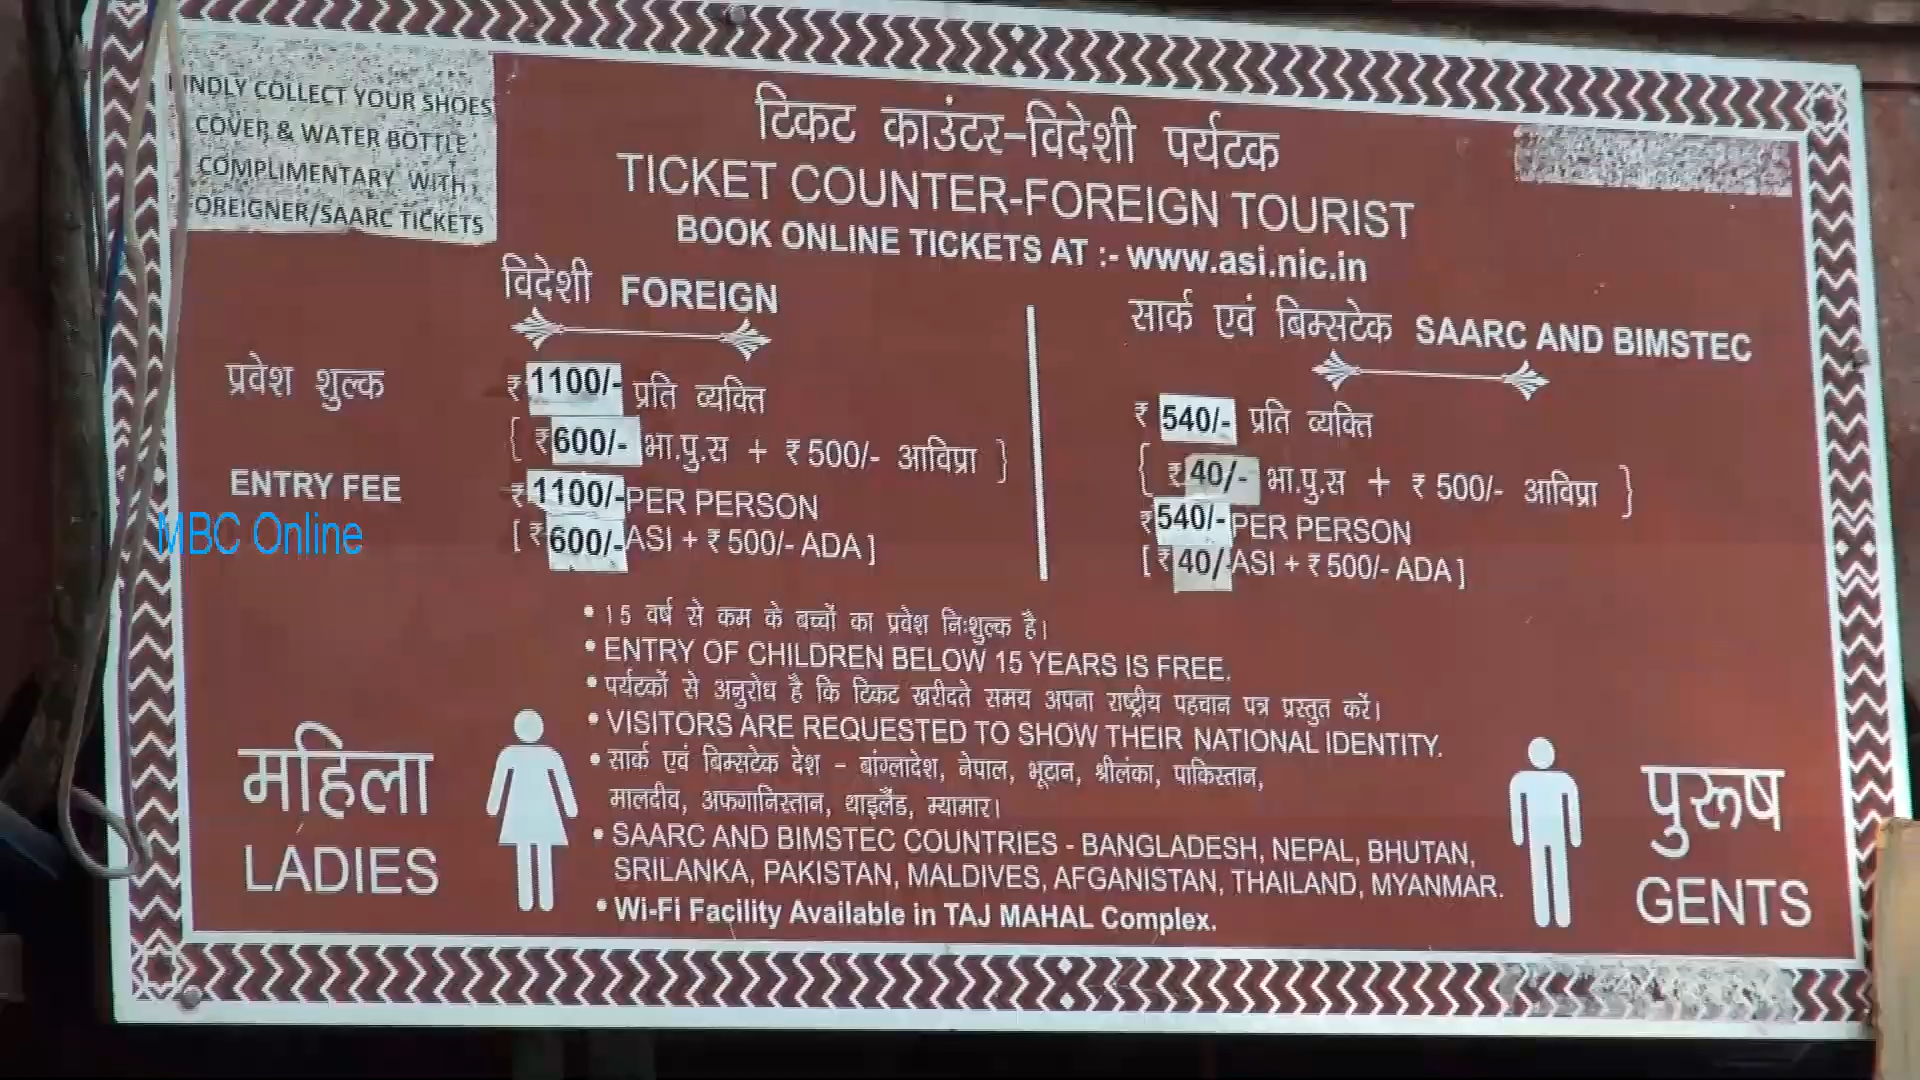 KINDLY COLLECT YOUR SHOES
COVER & WATER BOTTLE
COMPLIMENTARY WITH
FOREIGNER/SAARC TICKETS
टिकट काउंटर-विदेशी पर्यटक
TICKET COUNTER-FOREIGN TOURIST
BOOK ONLINE TICKETS AT :- www.asi.nic.in
विदेशी FOREIGN
प्रवेश शुल्क
₹ 1100/- प्रति व्यक्ति
{ ₹ 600/- भा.पु.स + ₹ 500/- आविप्रा }
ENTRY FEE
₹ 1100/- PER PERSON
[ ₹ 600/- ASI + ₹ 500/- ADA ]
सार्क एवं बिम्सटेक SAARC AND BIMSTEC
₹ 540/- प्रति व्यक्ति
{ ₹ 40/- भा.पु.स + ₹ 500/- आविप्रा }
₹ 540/- PER PERSON
[ ₹ 40/- ASI + ₹ 500/- ADA ]
MBC Online
• 15 वर्ष से कम के बच्चों का प्रवेश निःशुल्क है।
• ENTRY OF CHILDREN BELOW 15 YEARS IS FREE.
• पर्यटकों से अनुरोध है कि टिकट खरीदते समय अपना राष्ट्रीय पहचान पत्र प्रस्तुत करें।
• VISITORS ARE REQUESTED TO SHOW THEIR NATIONAL IDENTITY.
• सार्क एवं बिम्सटेक देश - बांग्लादेश, नेपाल, भूटान, श्रीलंका, पाकिस्तान,
मालदीव, अफगानिस्तान, थाइलैंड, म्यामार।
• SAARC AND BIMSTEC COUNTRIES - BANGLADESH, NEPAL, BHUTAN,
SRILANKA, PAKISTAN, MALDIVES, AFGANISTAN, THAILAND, MYANMAR.
• Wi-Fi Facility Available in TAJ MAHAL Complex.
महिला
LADIES
पुरूष
GENTS